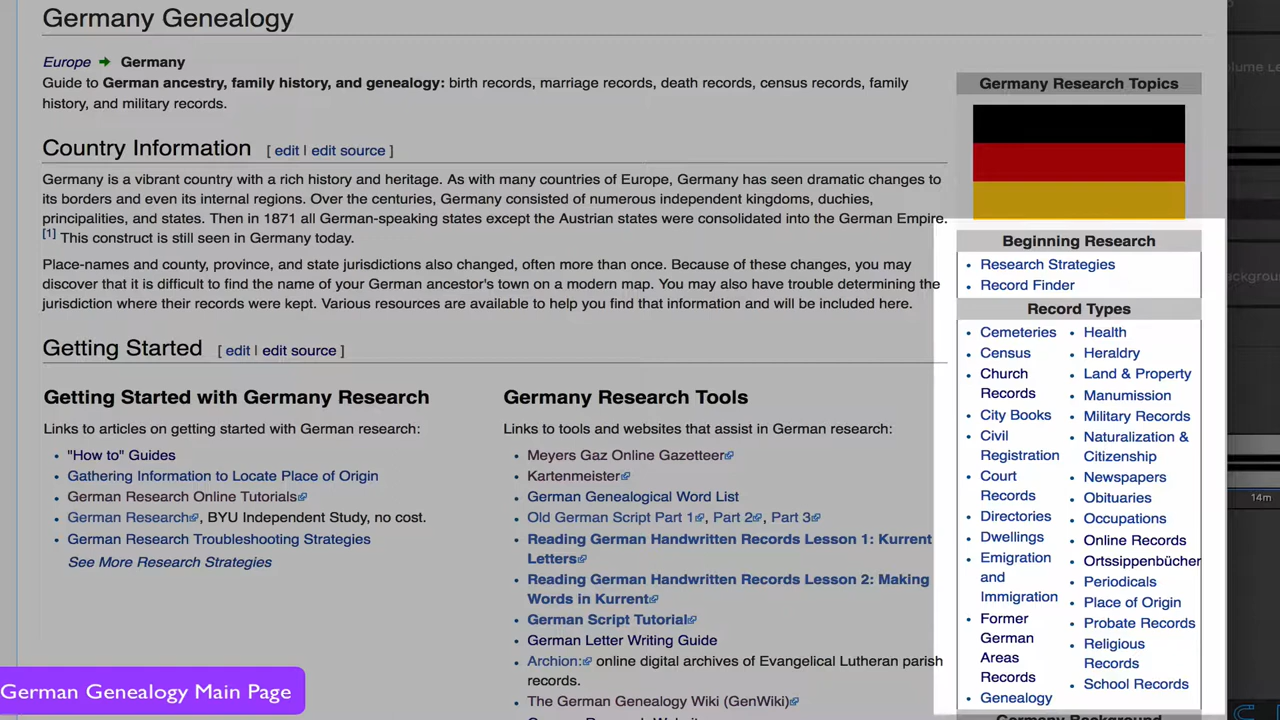 Germany Genealogy
Europe Germany
Guide to German ancestry, family history, and genealogy: birth records, marriage records, death records, census records, family
history, and military records.
Country Information [ edit | edit source ]
Germany is a vibrant country with a rich history and heritage. As with many countries of Europe, Germany has seen dramatic changes to
its borders and even its internal regions. Over the centuries, Germany consisted of numerous independent kingdoms, duchies,
principalities, and states. Then in 1871 all German-speaking states except the Austrian states were consolidated into the German Empire.
[1] This construct is still seen in Germany today.
Place-names and county, province, and state jurisdictions also changed, often more than once. Because of these changes, you may
discover that it is difficult to find the name of your German ancestor's town on a modern map. You may also have trouble determining the
jurisdiction where their records were kept. Various resources are available to help you find that information and will be included here.
Getting Started [ edit | edit source ]
Getting Started with Germany Research
Links to articles on getting started with German research:
"How to" Guides
Gathering Information to Locate Place of Origin
German Research Online Tutorials
German Research, BYU Independent Study, no cost.
German Research Troubleshooting Strategies
See More Research Strategies
Germany Research Tools
Links to tools and websites that assist in German research:
Meyers Gaz Online Gazetteer
Kartenmeister
German Genealogical Word List
Old German Script Part 1, Part 2, Part 3
Reading German Handwritten Records Lesson 1: Kurrent
Letters
Reading German Handwritten Records Lesson 2: Making
Words in Kurrent
German Script Tutorial
German Letter Writing Guide
Archion: online digital archives of Evangelical Lutheran parish
records.
The German Genealogy Wiki (GenWiki)
Germany Research Topics
Beginning Research
Research Strategies
Record Finder
Record Types
Cemeteries
Census
Church
Records
City Books
Civil
Registration
Court
Records
Directories
Dwellings
Emigration
and
Immigration
Former
German
Areas
Records
Genealogy
Health
Heraldry
Land & Property
Manumission
Military Records
Naturalization &
Citizenship
Newspapers
Obituaries
Occupations
Online Records
Ortssippenbücher
Periodicals
Place of Origin
Probate Records
Religious
Records
School Records
Germany Background
German Genealogy Main Page
14m